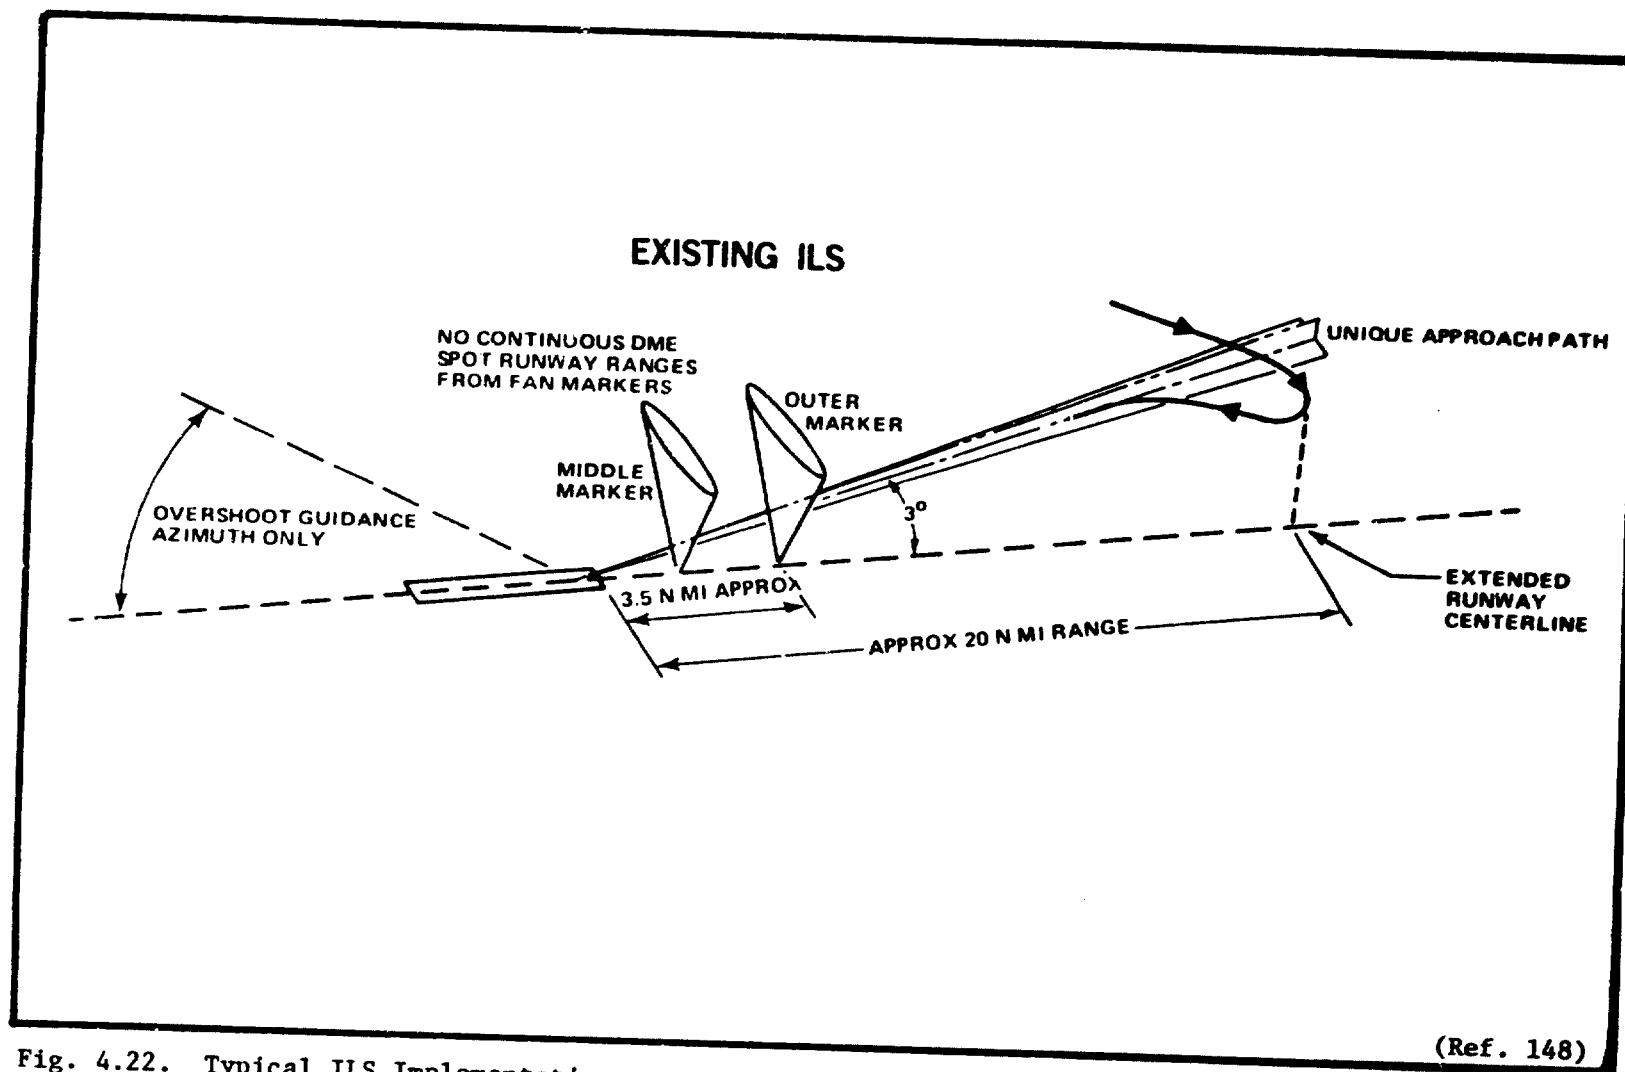 EXISTING ILS
NO CONTINUOUS DME
SPOT RUNWAY RANGES
FROM FAN MARKERS
UNIQUE APPROACH PATH
OUTER
MARKER
MIDDLE
MARKER
OVERSHOOT GUIDANCE
AZIMUTH ONLY
3°
3.5 N MI APPROX
APPROX 20 N MI RANGE
EXTENDED
RUNWAY
CENTERLINE
(Ref. 148)
Fig. 4.22. Typical ILS